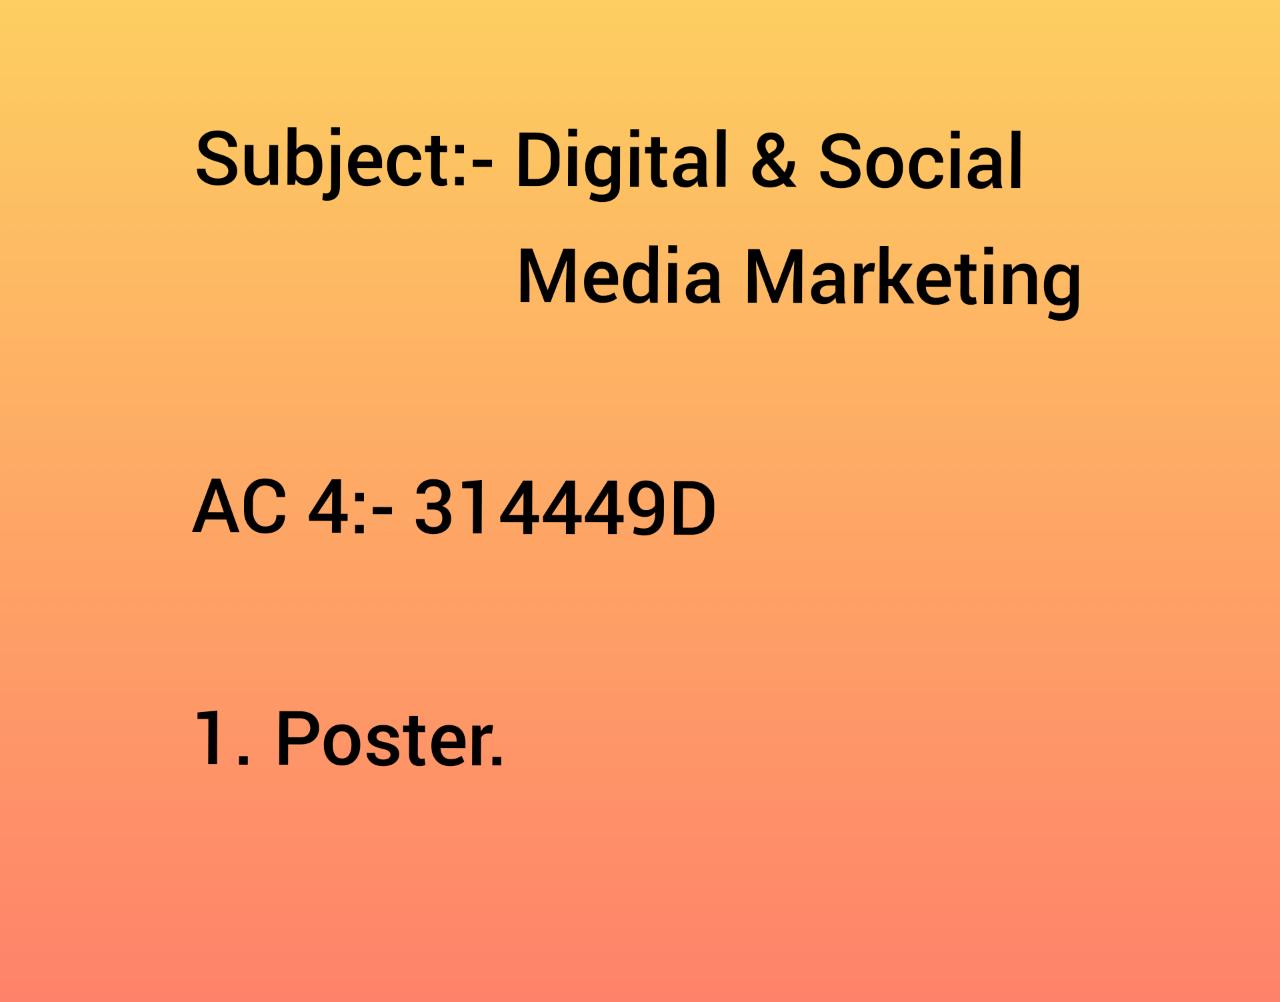 Subject:- Digital & Social
Media Marketing
AC 4:- 314449D
1. Poster.